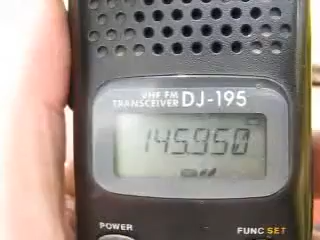 VHF FM
TRANSCEIVER DJ-195
145.950
POWER
FUNC SET